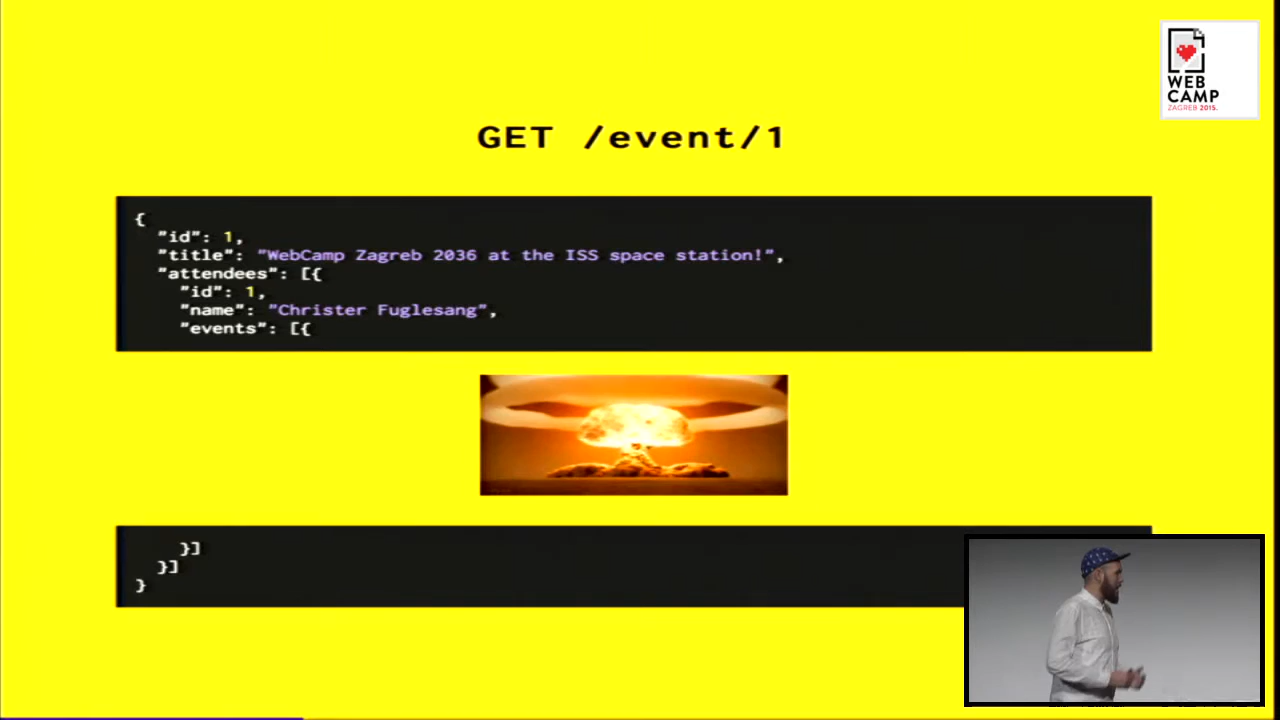 WEB
CAMP
ZAGREB 2015.
GET /event/1
{
"id": 1,
"title": "WebCamp Zagreb 2036 at the ISS space station!",
"attendees": [{
"id": 1,
"name": "Christer Fuglesang",
"events": [{
}]
}]
}